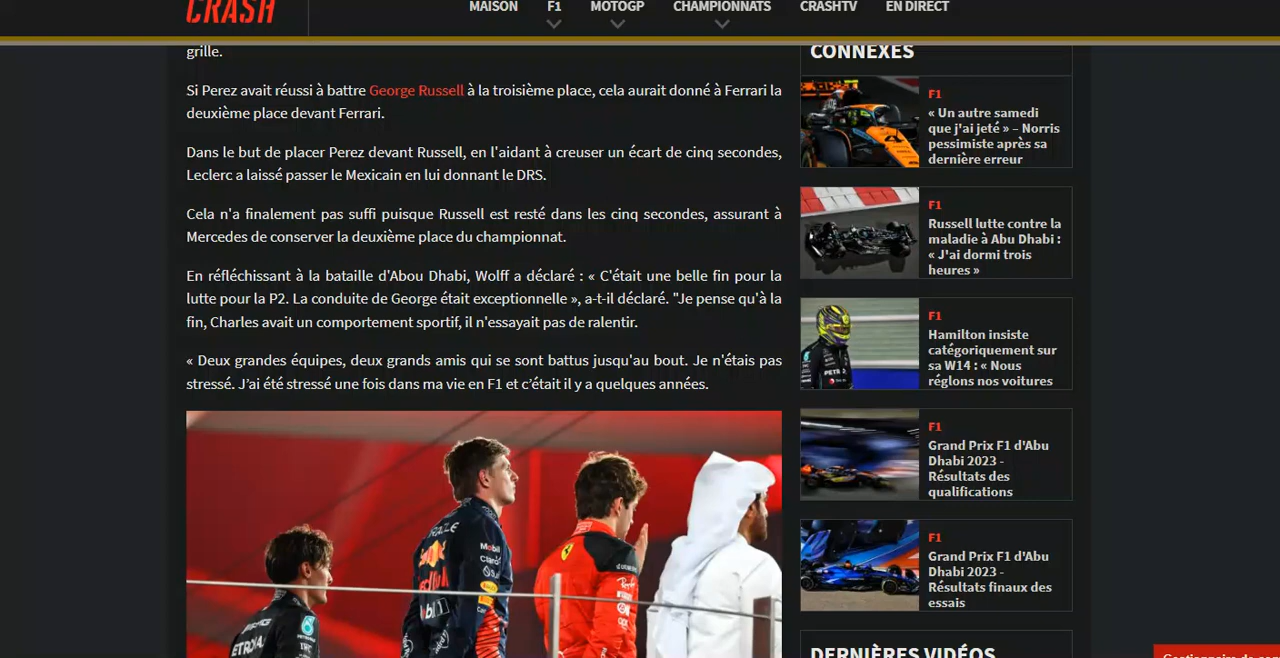 CRASH
MAISON
F1
MOTOGP
CHAMPIONNATS
CRASHTV
EN DIRECT
grille.
Si Perez avait réussi à battre George Russell à la troisième place, cela aurait donné à Ferrari la
deuxième place devant Ferrari.
Dans le but de placer Perez devant Russell, en l'aidant à creuser un écart de cinq secondes,
Leclerc a laissé passer le Mexicain en lui donnant le DRS.
Cela n'a finalement pas suffi puisque Russell est resté dans les cinq secondes, assurant à
Mercedes de conserver la deuxième place du championnat.
En réfléchissant à la bataille d'Abou Dhabi, Wolff a déclaré : « C'était une belle fin pour la
lutte pour la P2. La conduite de George était exceptionnelle », a-t-il déclaré. "Je pense qu'à la
fin, Charles avait un comportement sportif, il n'essayait pas de ralentir.
« Deux grandes équipes, deux grands amis qui se sont battus jusqu'au bout. Je n'étais pas
stressé. J’ai été stressé une fois dans ma vie en F1 et c’était il y a quelques années.
ORACLE
Red Bull
Mobil
Mobil 1
PETRONAS
CONNEXES
F1
« Un autre samedi
que j'ai jeté » – Norris
pessimiste après sa
dernière erreur
F1
Russell lutte contre la
maladie à Abu Dhabi :
« J'ai dormi trois
heures »
F1
Hamilton insiste
catégoriquement sur
sa W14 : « Nous
réglons nos voitures
F1
Grand Prix F1 d'Abu
Dhabi 2023 -
Résultats des
qualifications
F1
Grand Prix F1 d'Abu
Dhabi 2023 -
Résultats finaux des
essais
DERNIÈRES VIDÉOS